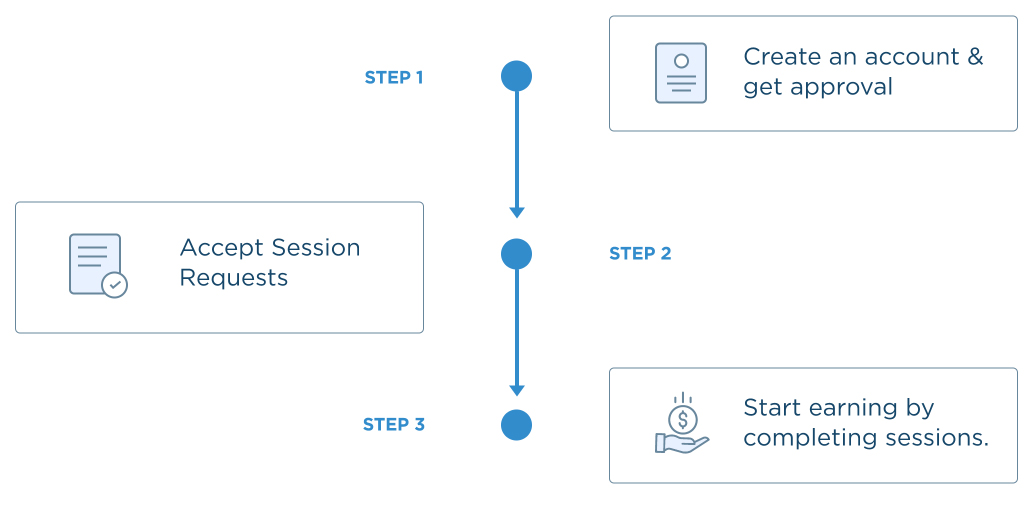 STEP 1
Create an account &
get approval
Accept Session
Requests
STEP 2
STEP 3
$
Start earning by
completing sessions.